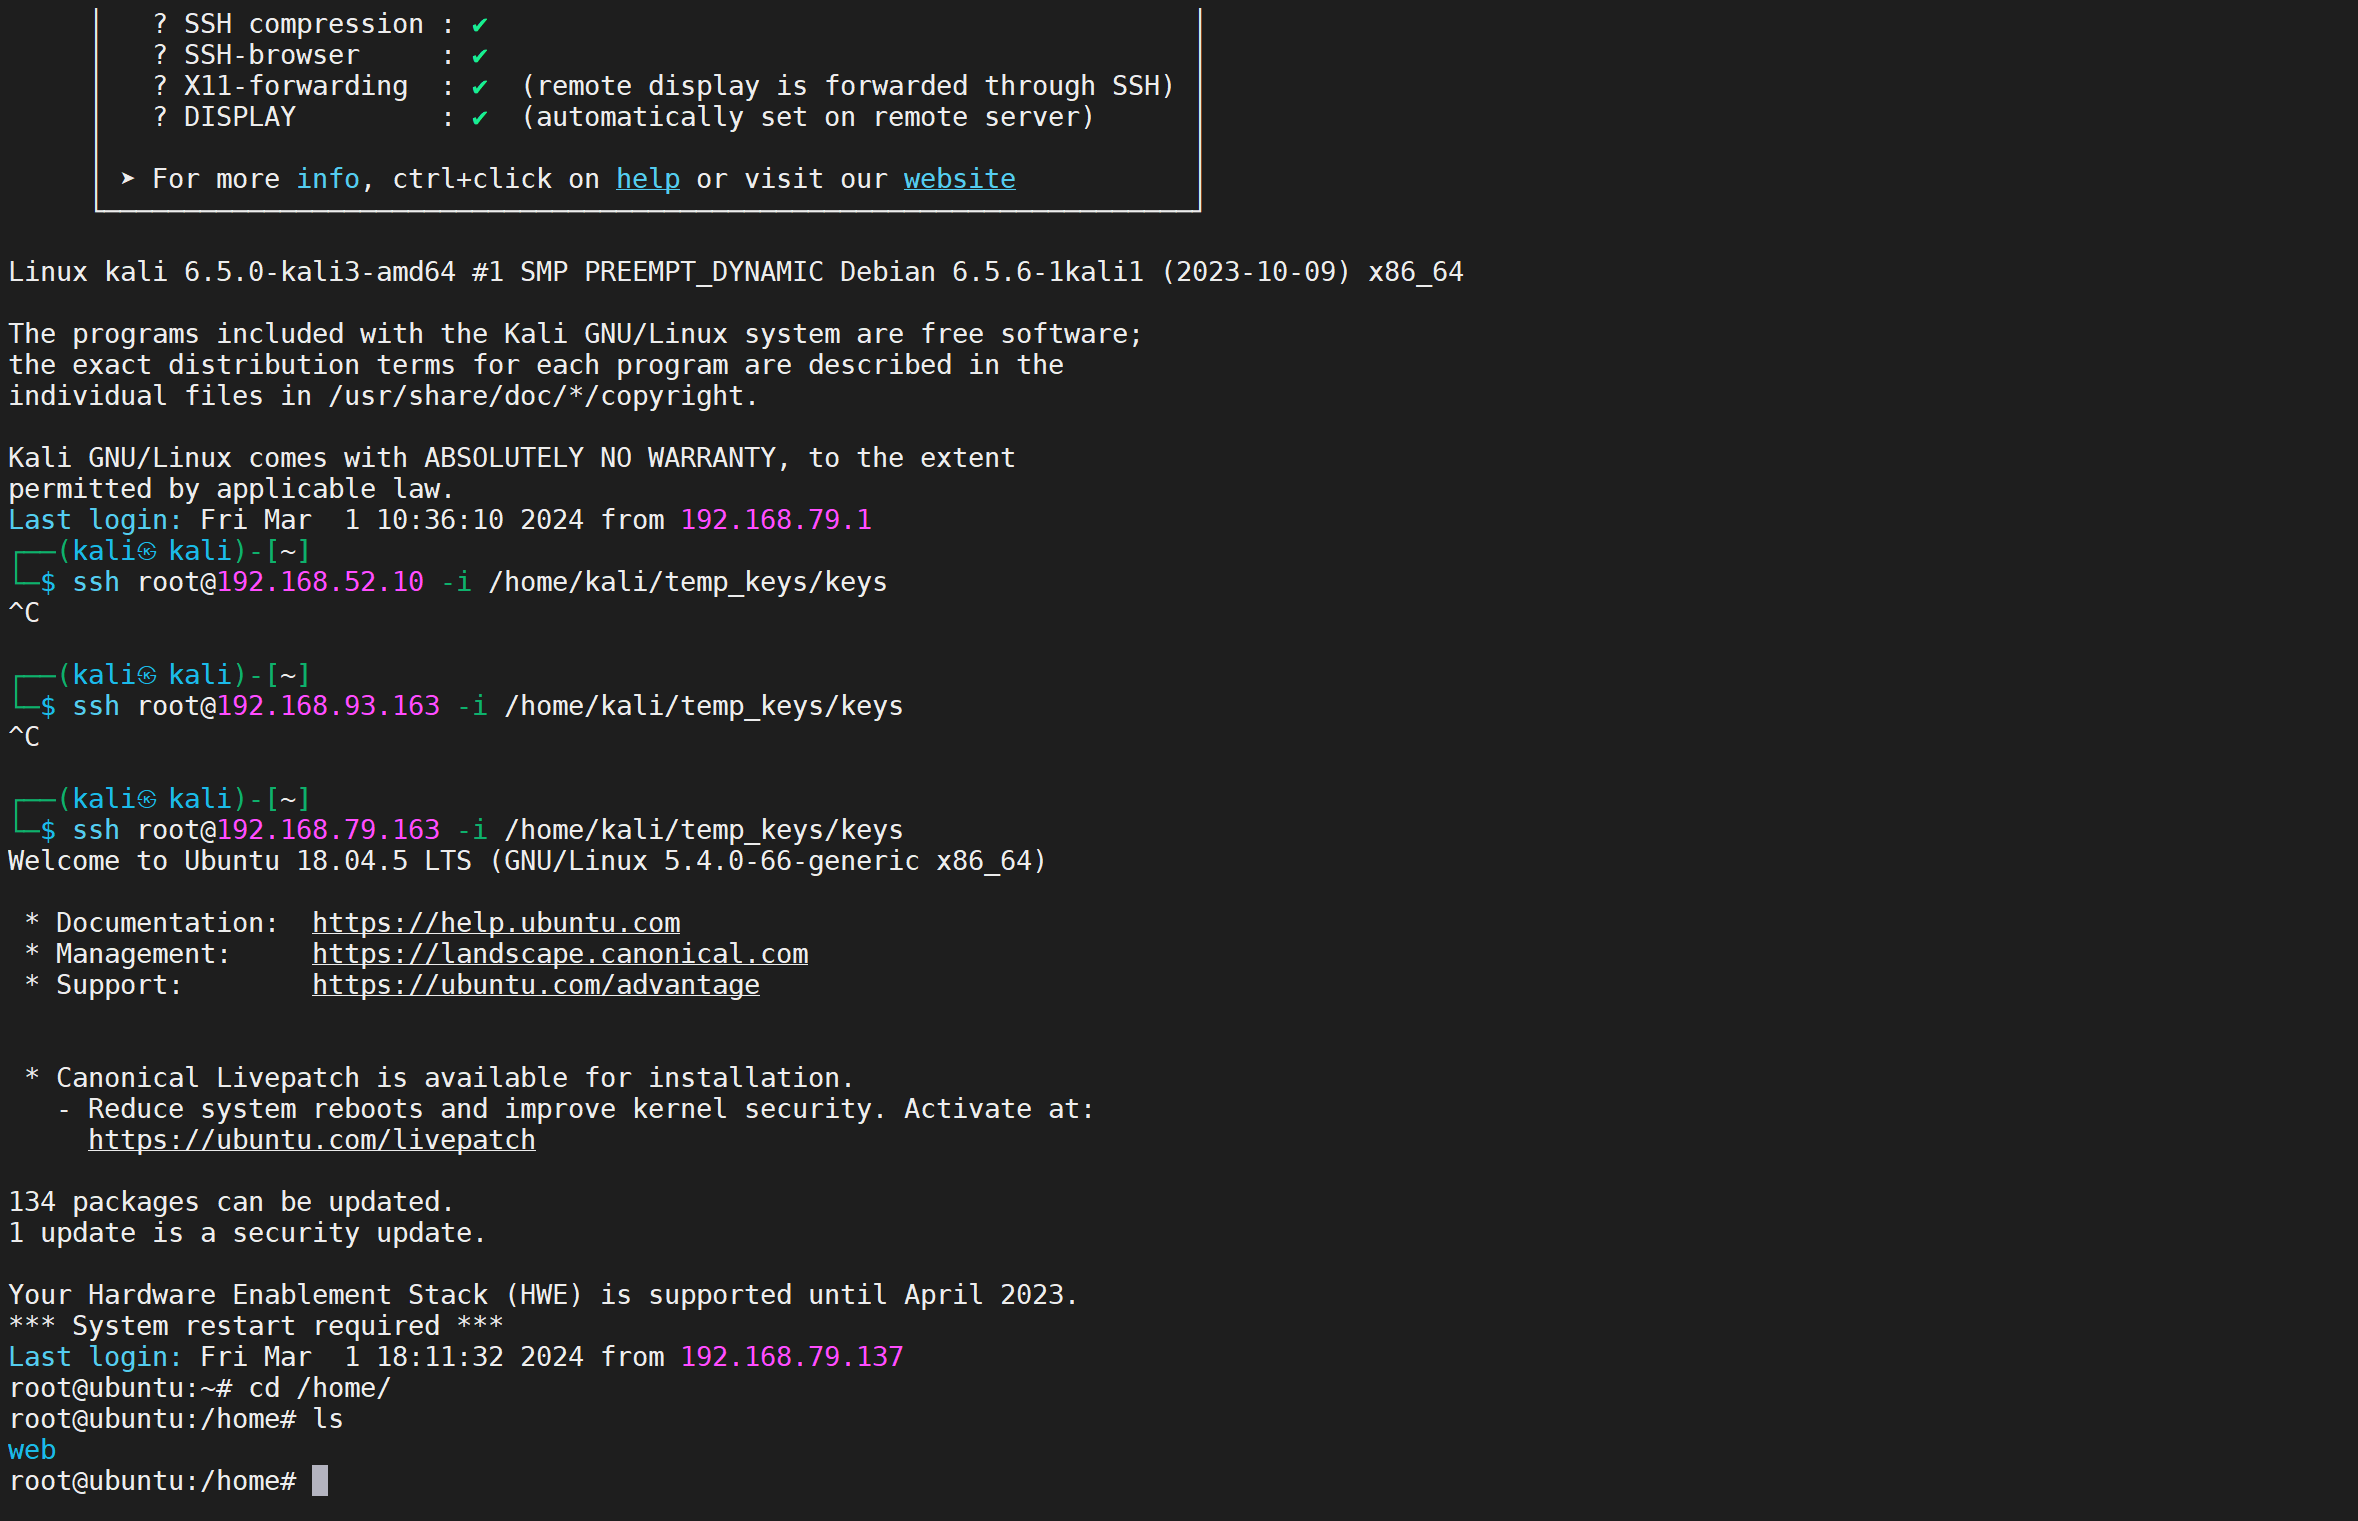 ? SSH compression : ✔
? SSH-browser     : ✔
? X11-forwarding  : ✔  (remote display is forwarded through SSH)
? DISPLAY         : ✔  (automatically set on remote server)
➤ For more info, ctrl+click on help or visit our website
Linux kali 6.5.0-kali3-amd64 #1 SMP PREEMPT_DYNAMIC Debian 6.5.6-1kali1 (2023-10-09) x86_64
The programs included with the Kali GNU/Linux system are free software;
the exact distribution terms for each program are described in the
individual files in /usr/share/doc/*/copyright.
Kali GNU/Linux comes with ABSOLUTELY NO WARRANTY, to the extent
permitted by applicable law.
Last login: Fri Mar  1 10:36:10 2024 from 192.168.79.1
┌──(kali㉿kali)-[~]
└─$ ssh root@192.168.52.10 -i /home/kali/temp_keys/keys
^C
┌──(kali㉿kali)-[~]
└─$ ssh root@192.168.93.163 -i /home/kali/temp_keys/keys
^C
┌──(kali㉿kali)-[~]
└─$ ssh root@192.168.79.163 -i /home/kali/temp_keys/keys
Welcome to Ubuntu 18.04.5 LTS (GNU/Linux 5.4.0-66-generic x86_64)
* Documentation:  https://help.ubuntu.com
* Management:     https://landscape.canonical.com
* Support:        https://ubuntu.com/advantage
* Canonical Livepatch is available for installation.
- Reduce system reboots and improve kernel security. Activate at:
https://ubuntu.com/livepatch
134 packages can be updated.
1 update is a security update.
Your Hardware Enablement Stack (HWE) is supported until April 2023.
*** System restart required ***
Last login: Fri Mar  1 18:11:32 2024 from 192.168.79.137
root@ubuntu:~# cd /home/
root@ubuntu:/home# ls
web
root@ubuntu:/home#